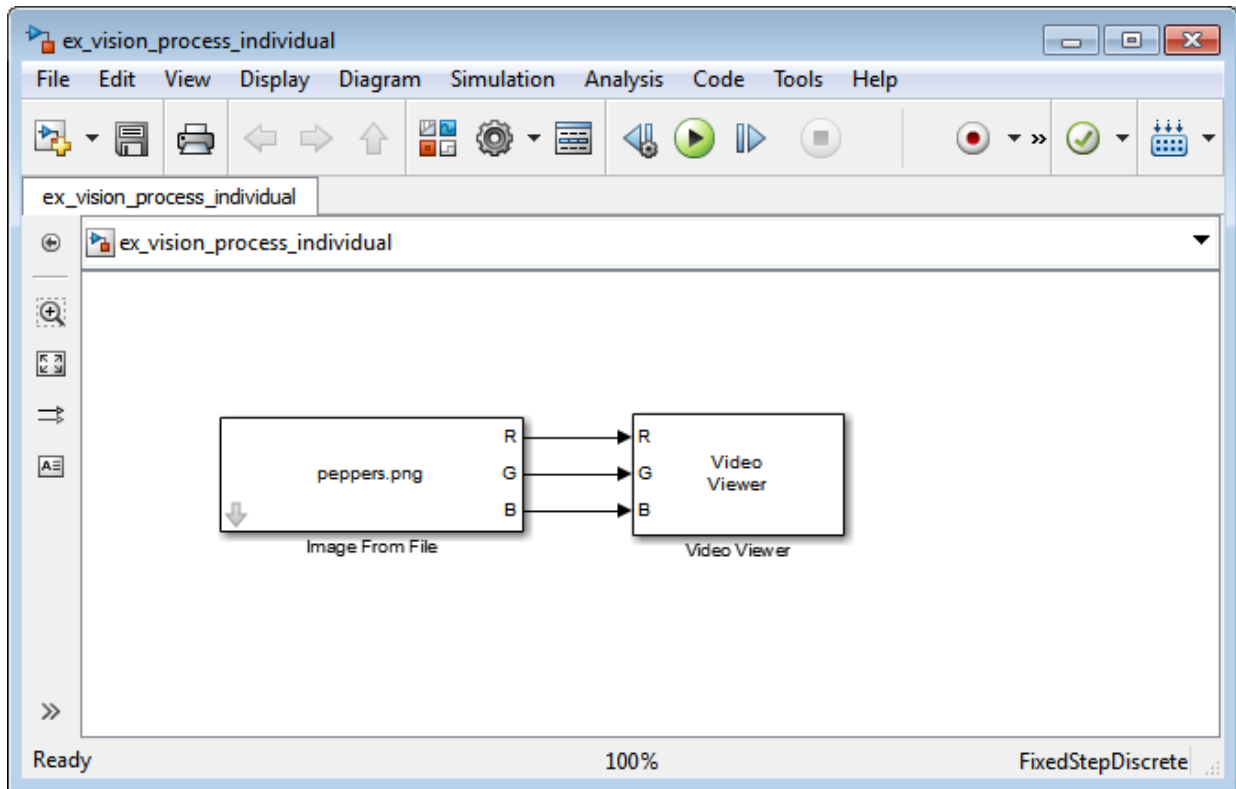 ex_vision_process_individual
File Edit View Display Diagram Simulation Analysis Code Tools Help
ex_vision_process_individual
ex_vision_process_individual
R R
peppers.png G G Video
Viewer
B B
Image From File Video Viewer
Ready 100% FixedStepDiscrete